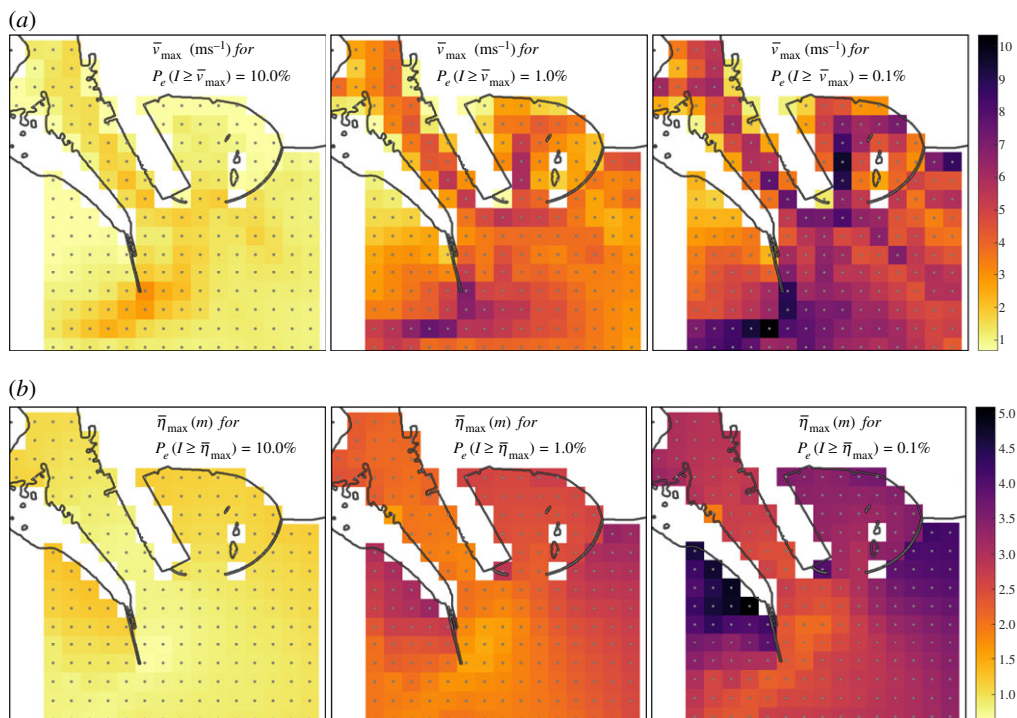 (a)
v̄max (ms⁻¹) for
Pe (I ≥ v̄max) = 10.0%
v̄max (ms⁻¹) for
Pe (I ≥ v̄max) = 1.0%
v̄max (ms⁻¹) for
Pe (I ≥ v̄max) = 0.1%
10
9
8
7
6
5
4
3
2
1
(b)
η̄max (m) for
Pe (I ≥ η̄max) = 10.0%
η̄max (m) for
Pe (I ≥ η̄max) = 1.0%
η̄max (m) for
Pe (I ≥ η̄max) = 0.1%
5.0
4.5
4.0
3.5
3.0
2.5
2.0
1.5
1.0